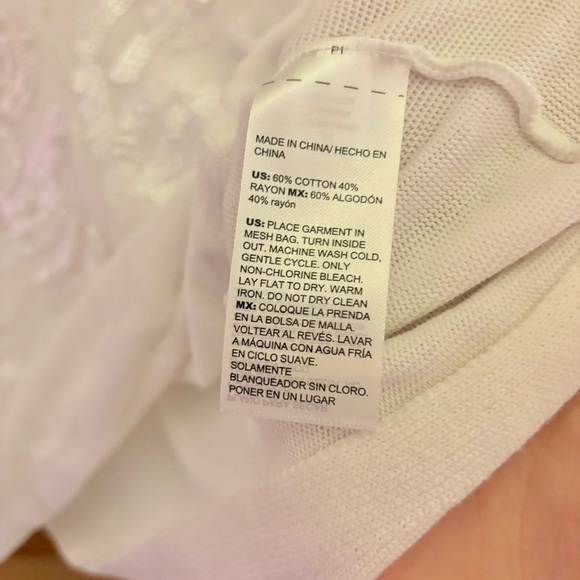 PI
MADE IN CHINA/ HECHO EN
CHINA
US: 60% COTTON 40%
RAYON MX: 60% ALGODÓN
40% rayón
US: PLACE GARMENT IN
MESH BAG. TURN INSIDE
OUT. MACHINE WASH COLD,
GENTLE CYCLE. ONLY
NON-CHLORINE BLEACH.
LAY FLAT TO DRY. WARM
IRON. DO NOT DRY CLEAN
MX: COLOQUE LA PRENDA
EN LA BOLSA DE MALLA.
VOLTEAR AL REVÉS. LAVAR
A MÁQUINA CON AGUA FRÍA
EN CICLO SUAVE.
SOLAMENTE
BLANQUEADOR SIN CLORO.
PONER EN UN LUGAR